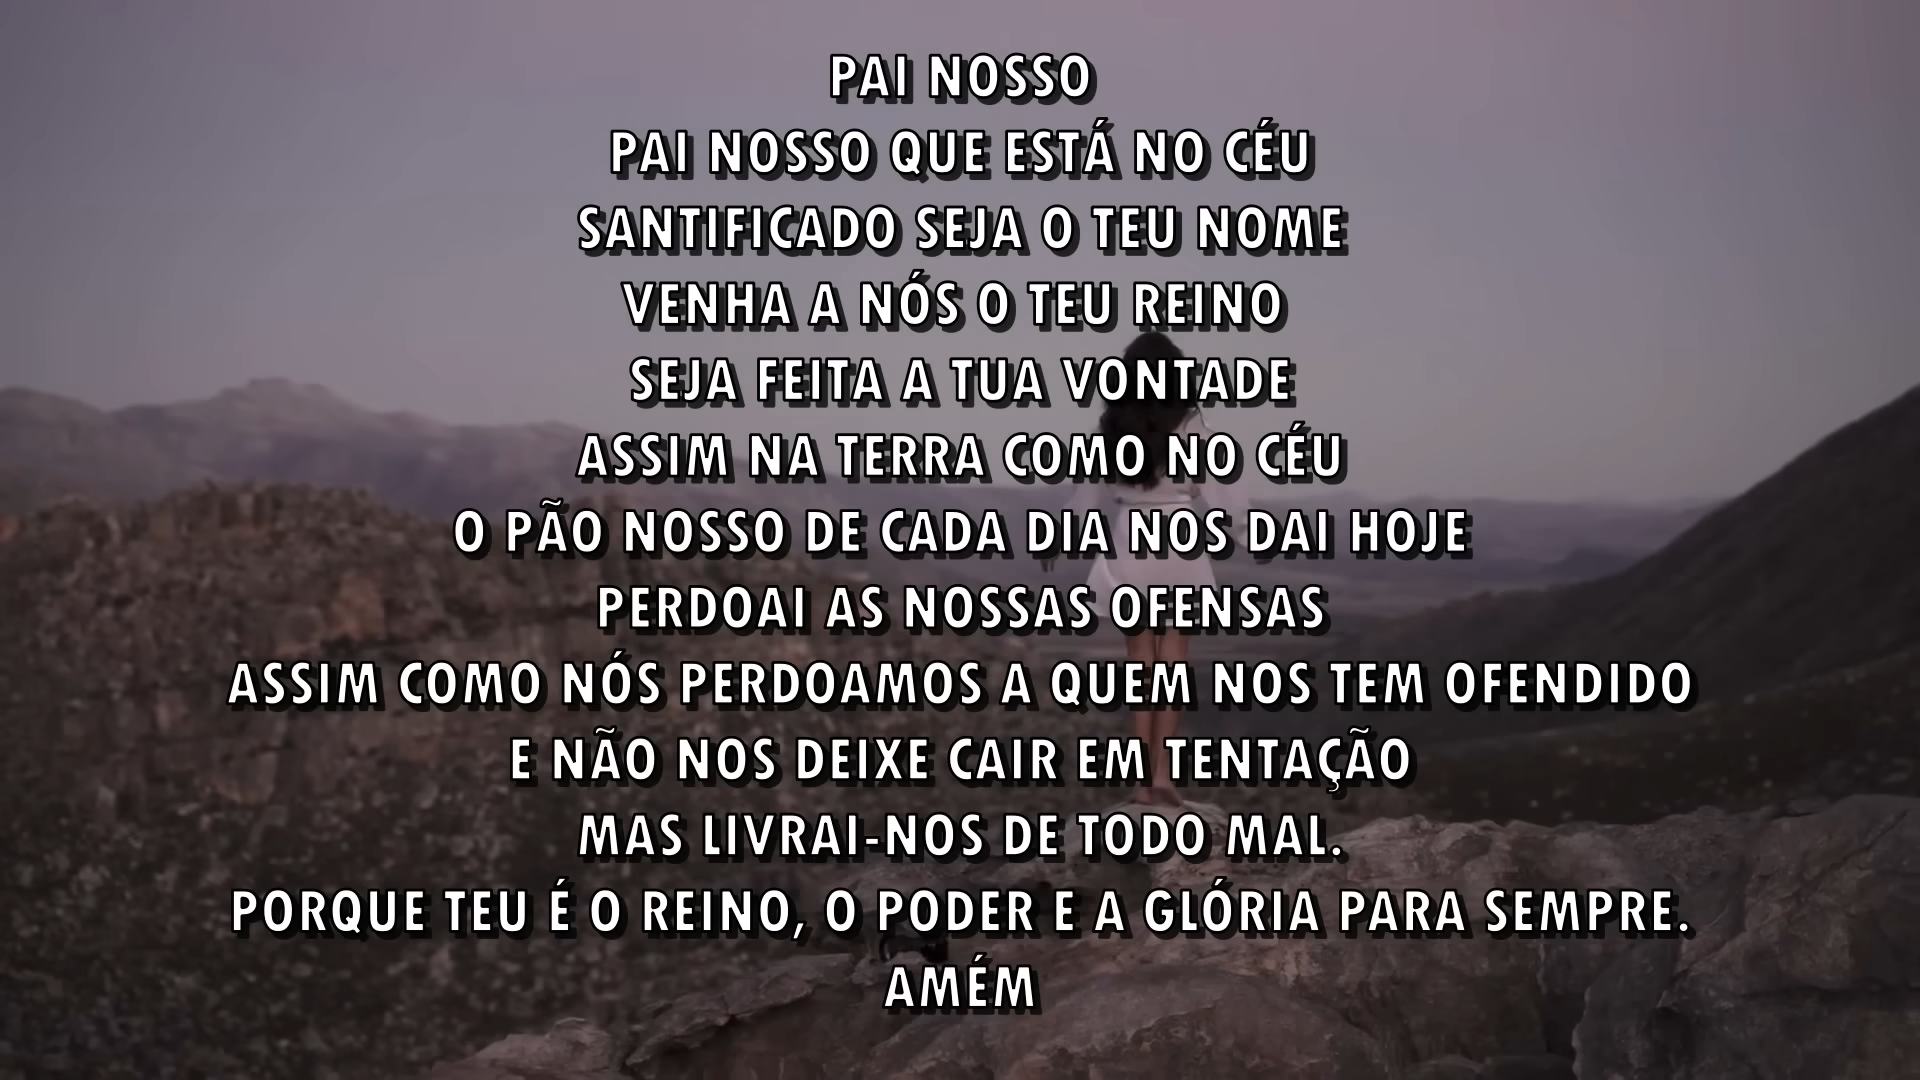 PAI NOSSO
PAI NOSSO QUE ESTÁ NO CÉU
SANTIFICADO SEJA O TEU NOME
VENHA A NÓS O TEU REINO
SEJA FEITA A TUA VONTADE
ASSIM NA TERRA COMO NO CÉU
O PÃO NOSSO DE CADA DIA NOS DAI HOJE
PERDOAI AS NOSSAS OFENSAS
ASSIM COMO NÓS PERDOAMOS A QUEM NOS TEM OFENDIDO
E NÃO NOS DEIXE CAIR EM TENTAÇÃO
MAS LIVRAI-NOS DE TODO MAL.
PORQUE TEU É O REINO, O PODER E A GLÓRIA PARA SEMPRE.
AMÉM